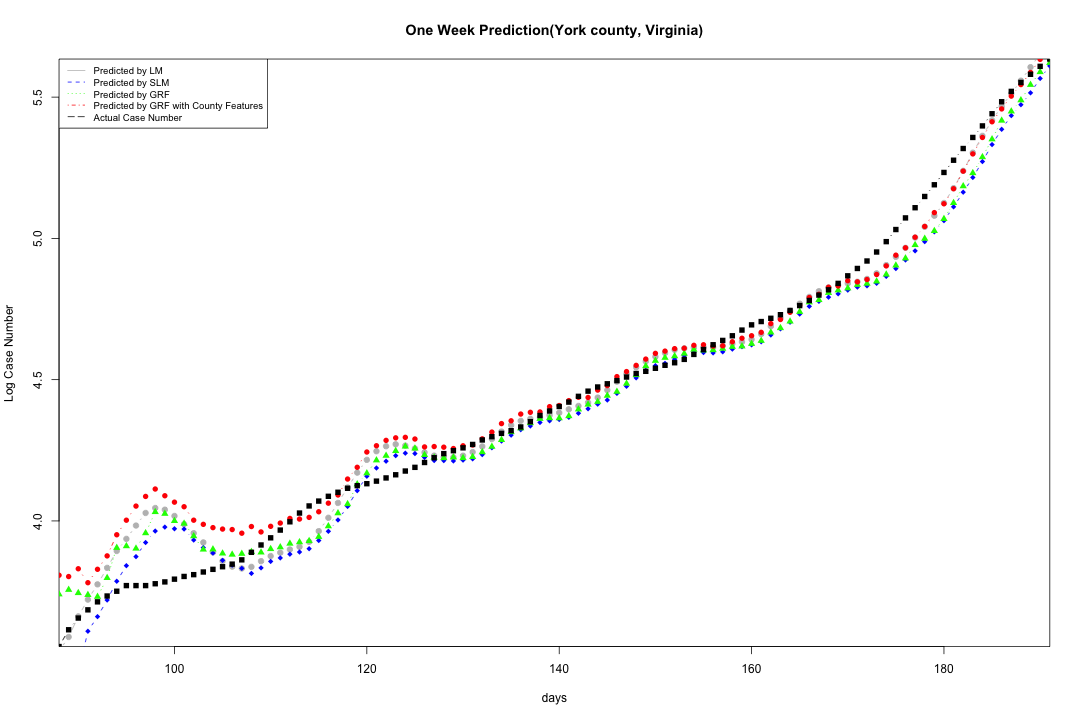 One Week Prediction(York county, Virginia)
Predicted by LM
Predicted by SLM
Predicted by GRF
Predicted by GRF with County Features
Actual Case Number
5.5
5.0
4.5
4.0
Log Case Number
100
120
140
160
180
days